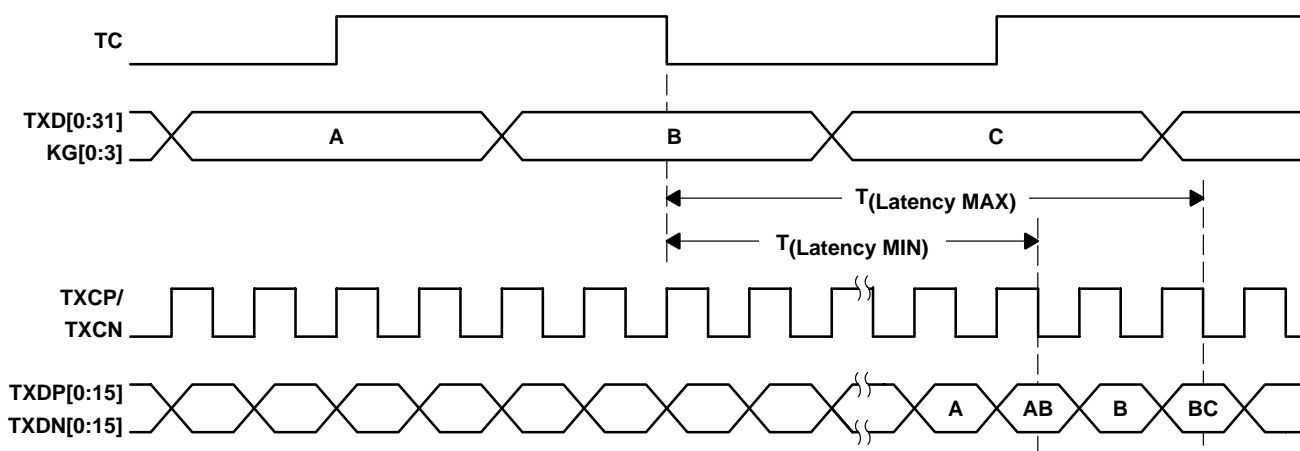 TC
TXD[0:31]
KG[0:3]
A
B
C
T(Latency MAX)
T(Latency MIN)
TXCP/
TXCN
TXDP[0:15]
TXDN[0:15]
A
AB
B
BC